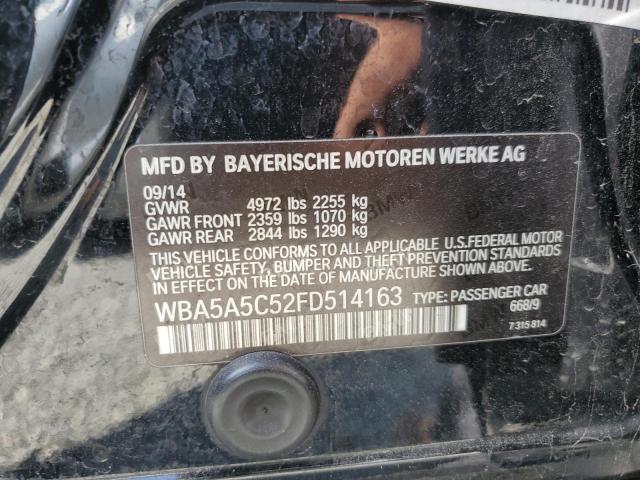 MFD BY BAYERISCHE MOTOREN WERKE AG
09/14
GVWR 4972 lbs 2255 kg
GAWR FRONT 2359 lbs 1070 kg
GAWR REAR 2844 lbs 1290 kg
THIS VEHICLE CONFORMS TO ALL APPLICABLE U.S.FEDERAL MOTOR
VEHICLE SAFETY, BUMPER AND THEFT PREVENTION STANDARDS
IN EFFECT ON THE DATE OF MANUFACTURE SHOWN ABOVE.
WBA5A5C52FD514163 TYPE: PASSENGER CAR
668/9
7 315 814